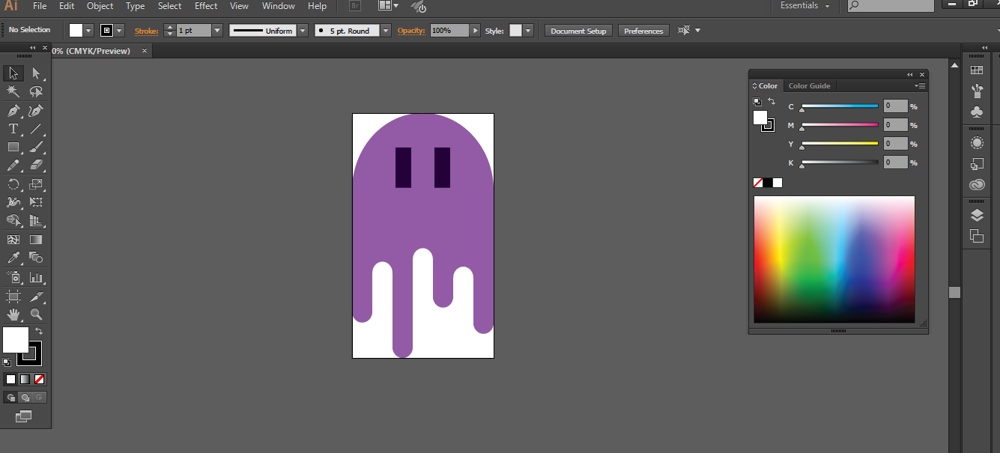 Ai File Edit Object Type Select Effect View Window Help Br Essentials
No Selection Stroke: 1 pt Uniform 5 pt. Round Opacity: 100% Style: Document Setup Preferences
0% (CMYK/Preview) ×
Color Color Guide
C 0 %
M 0 %
Y 0 %
K 0 %
T